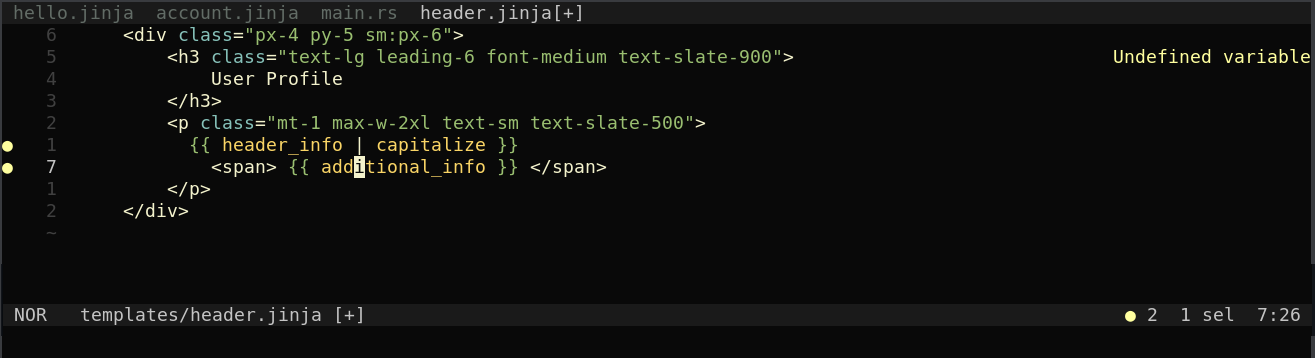 hello.jinja account.jinja main.rs header.jinja[+]
6 <div class="px-4 py-5 sm:px-6">
5 <h3 class="text-lg leading-6 font-medium text-slate-900"> Undefined variable
4 User Profile
3 </h3>
2 <p class="mt-1 max-w-2xl text-sm text-slate-500">
● 1 {{ header_info | capitalize }}
● 7 <span> {{ additional_info }} </span>
1 </p>
2 </div>
~
NOR templates/header.jinja [+] ● 2 1 sel 7:26